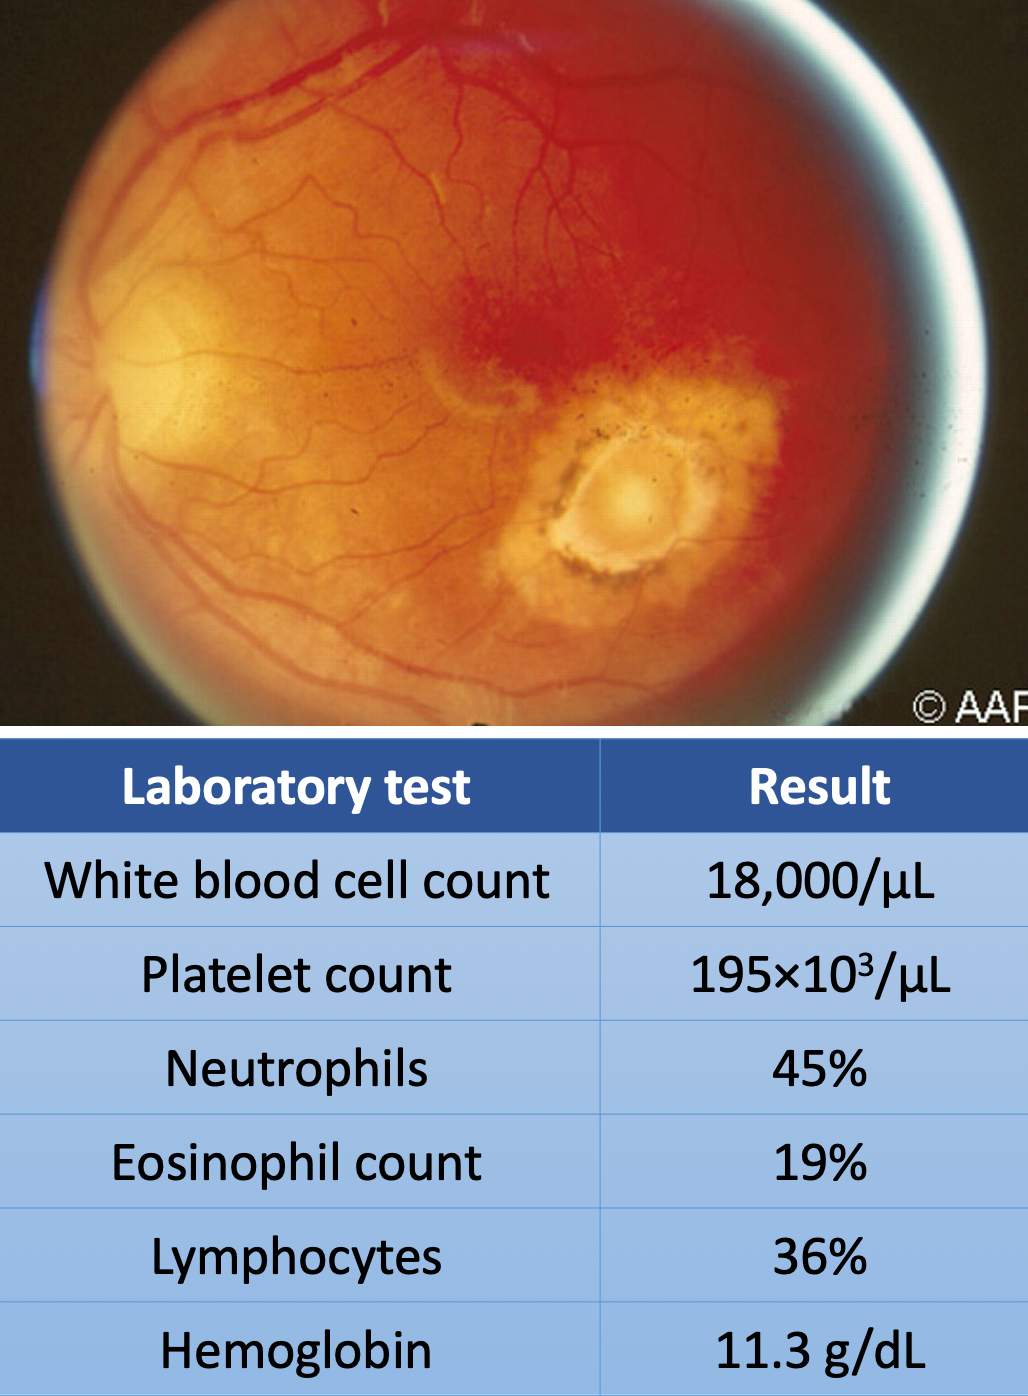 © AAP
Laboratory test Result
White blood cell count 18,000/µL
Platelet count 195×10³/µL
Neutrophils 45%
Eosinophil count 19%
Lymphocytes 36%
Hemoglobin 11.3 g/dL